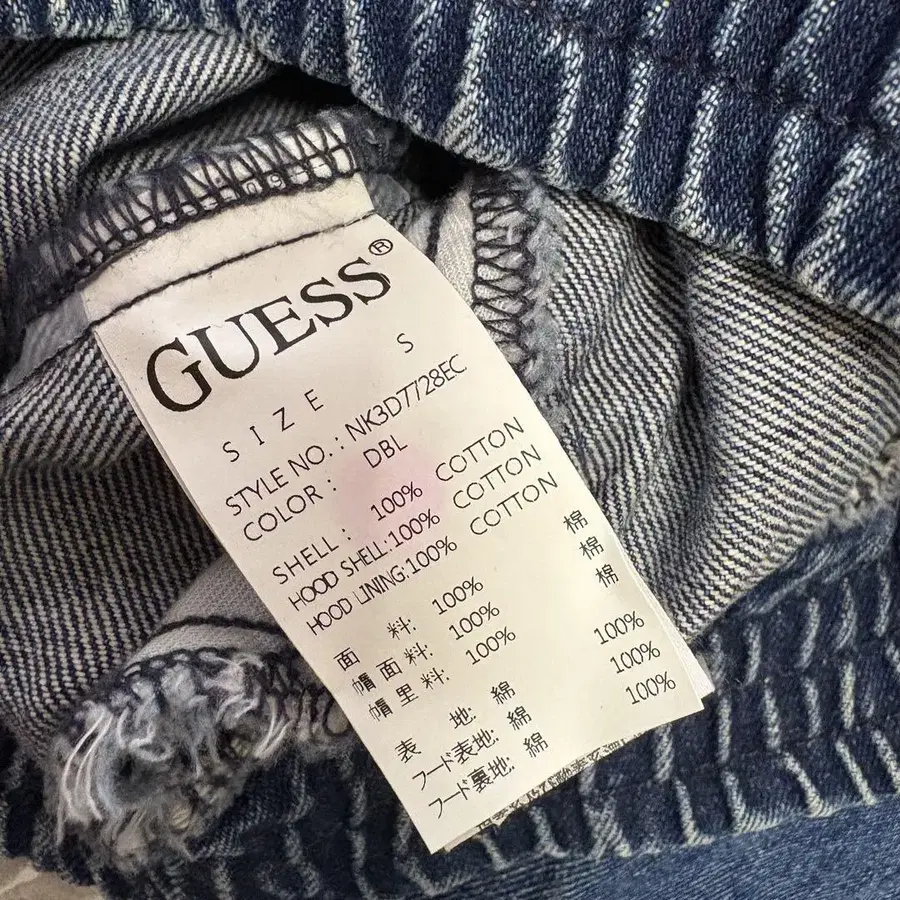 GUESS®
SIZE S
STYLE NO.: NK3D7728EC
COLOR: DBL
SHELL: 100% COTTON
HOOD SHELL:100% COTTON
HOOD LINING:100% COTTON
面 料: 100% 棉
帽面料: 100% 棉
帽里料: 100% 棉
表 地: 綿 100%
フード表地: 綿 100%
フード裏地: 綿 100%